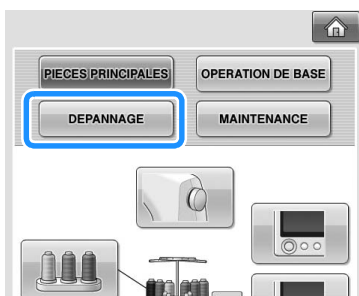 PIECES PRINCIPALES
OPERATION DE BASE
DEPANNAGE
MAINTENANCE